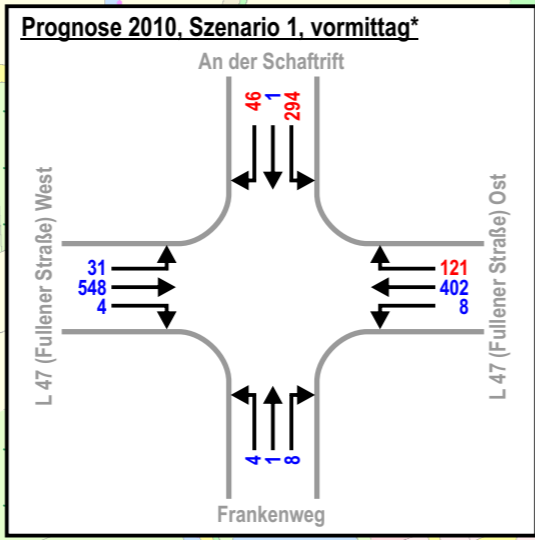 Prognose 2010, Szenario 1, vormittag*
An der Schaftrift
46 1 294
L 47 (Fullener Straße) West
31
548
4
121
402
8
L 47 (Fullener Straße) Ost
4 1 8
Frankenweg